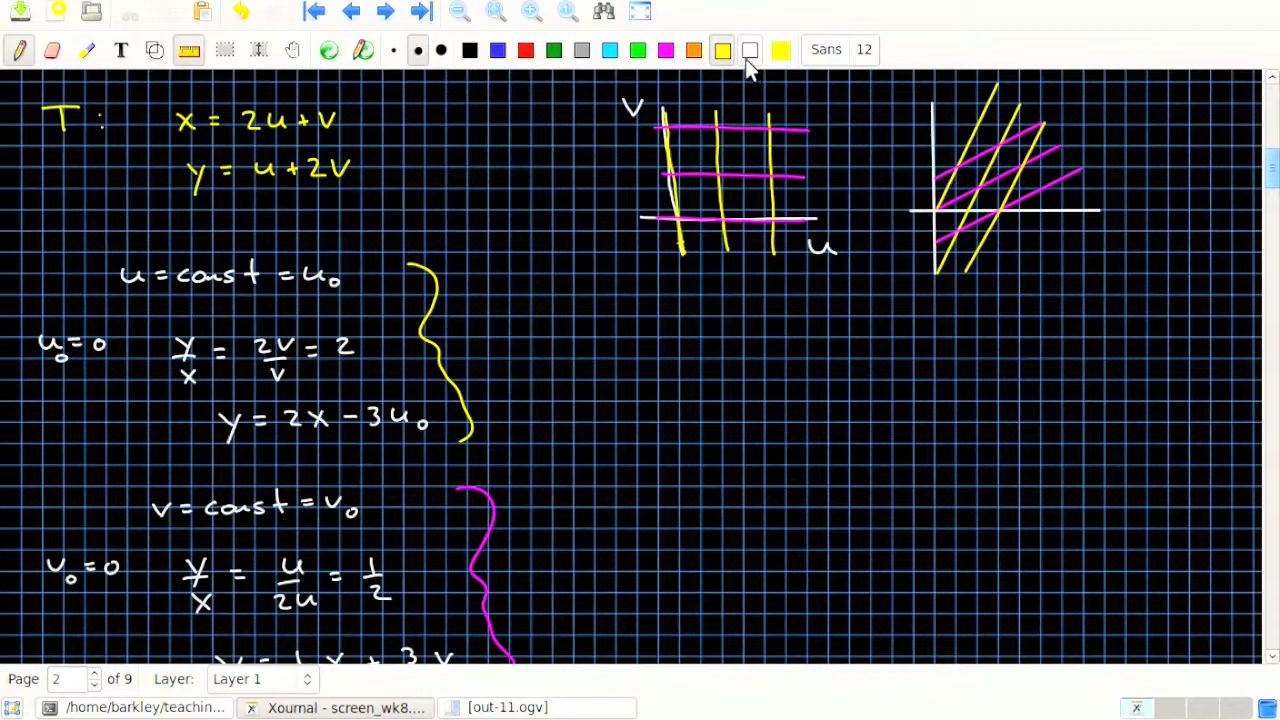 Sans 12
T : x = 2u + v
y = u + 2v
v
u
u = const = u₀
u₀ = 0 y/x = 2v/v = 2
y = 2x - 3u₀
v = const = v₀
v₀ = 0 y/x = u/2u = 1/2
Page 2 of 9 Layer: Layer 1
/home/barkley/teachin... Xournal - screen_wk8.... [out-11.ogv]